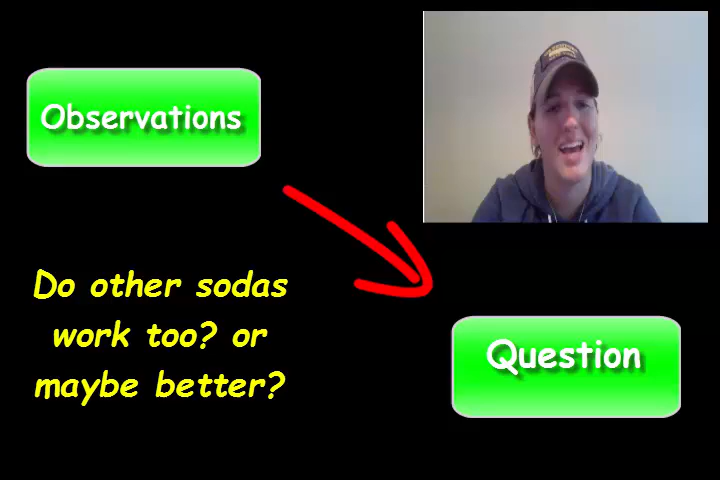 Observations
Do other sodas
work too? or
maybe better?
Question